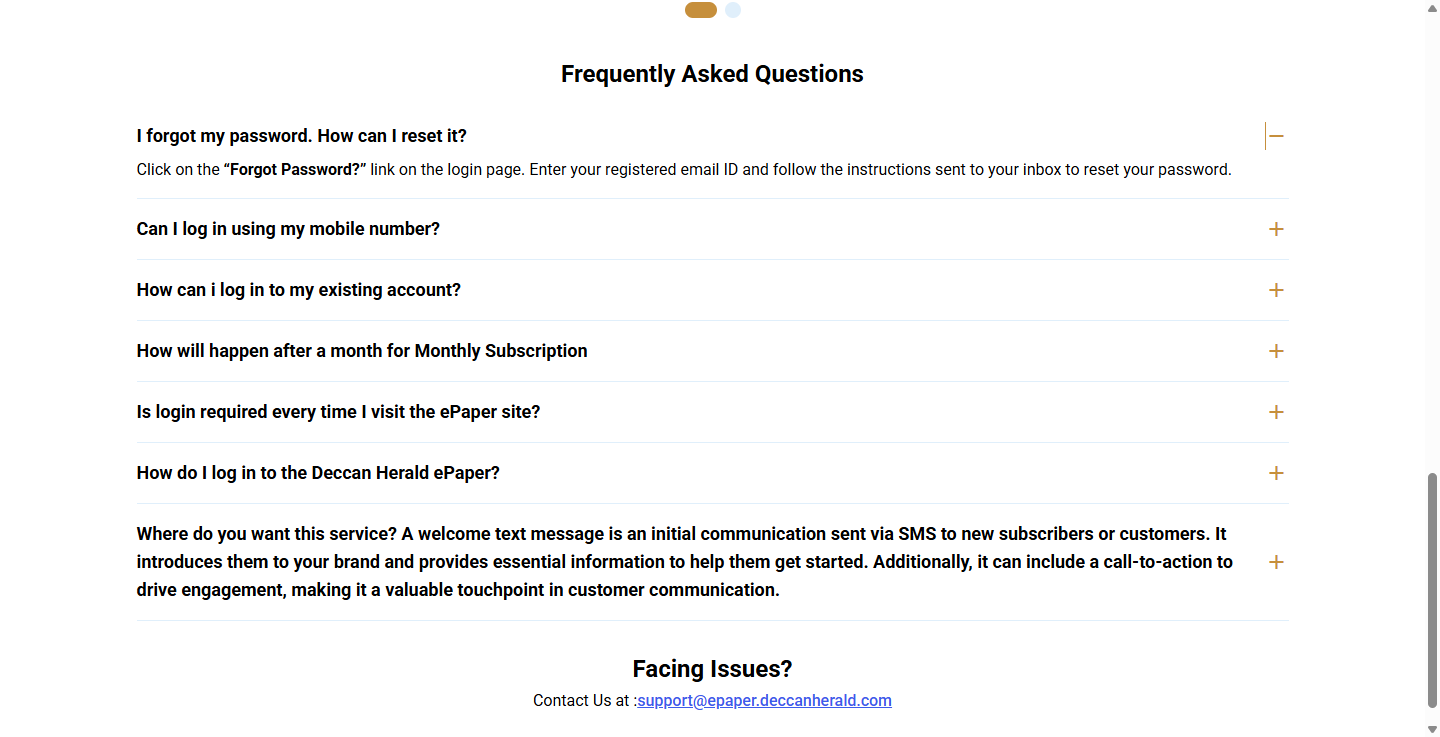 Frequently Asked Questions
I forgot my password. How can I reset it?
Click on the “Forgot Password?” link on the login page. Enter your registered email ID and follow the instructions sent to your inbox to reset your password.
Can I log in using my mobile number?
How can i log in to my existing account?
How will happen after a month for Monthly Subscription
Is login required every time I visit the ePaper site?
How do I log in to the Deccan Herald ePaper?
Where do you want this service? A welcome text message is an initial communication sent via SMS to new subscribers or customers. It
introduces them to your brand and provides essential information to help them get started. Additionally, it can include a call-to-action to
drive engagement, making it a valuable touchpoint in customer communication.
Facing Issues?
Contact Us at :support@epaper.deccanherald.com